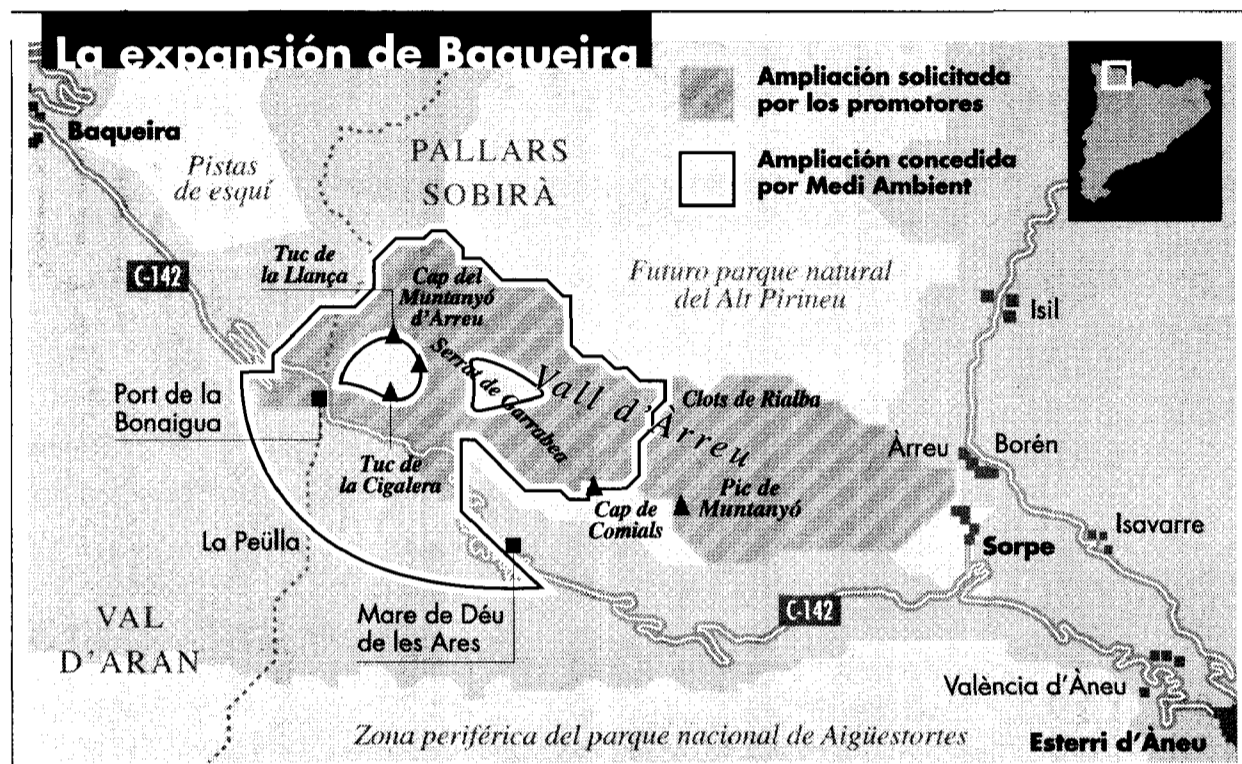 La expansión de Baqueira
Ampliación solicitada
por los promotores
Ampliación concedida
por Medi Ambient
Baqueira
Pistas
de esquí
PALLARS
SOBIRÀ
C-142
Tuc de
la Llança
Cap del
Muntanyó
d'Àrreu
Futuro parque natural
del Alt Pirineu
Isil
Port de la
Bonaigua
Serrat de Garrabea
Vall d'Àrreu
Clots de Rialba
Àrreu
Borén
Tuc de
la Cigalera
Cap de
Comials
Pic de
Muntanyó
Isavarre
La Peülla
Sorpe
VAL
D'ARAN
Mare de Déu
de les Ares
C-142
València d'Àneu
Zona periférica del parque nacional de Aigüestortes
Esterri d'Àneu